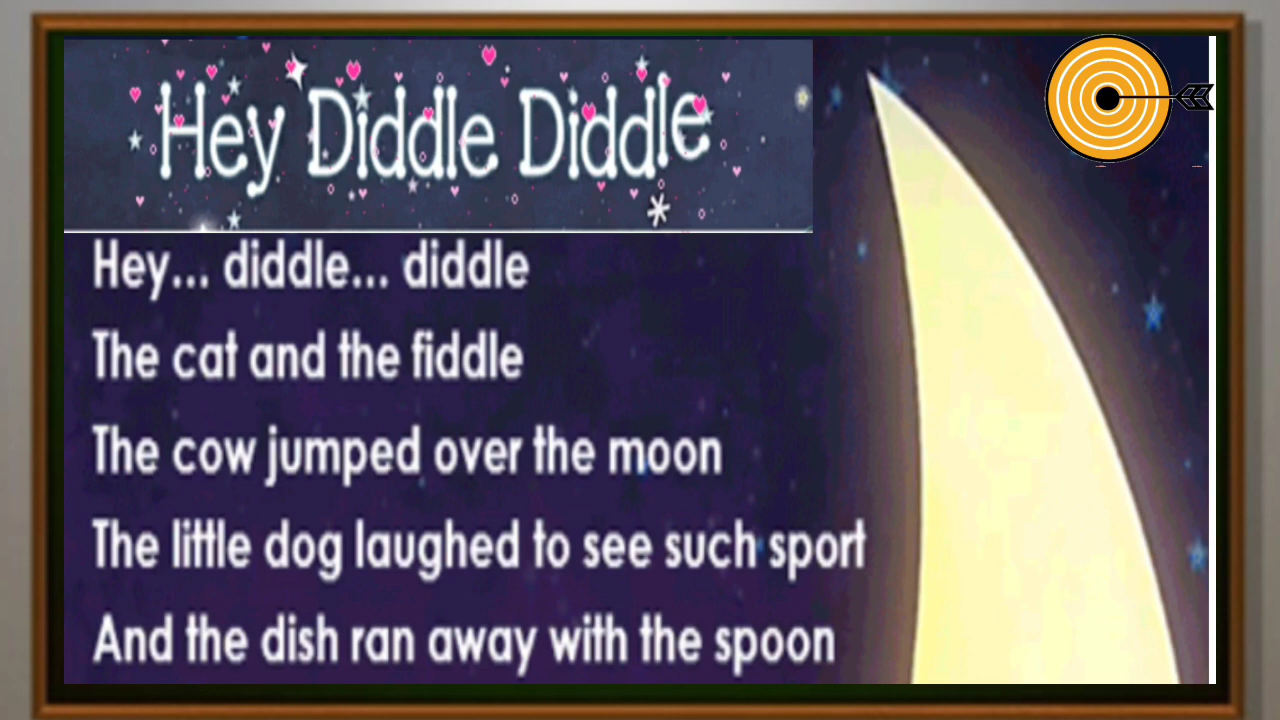 Hey Diddle Diddle
Hey... diddle... diddle
The cat and the fiddle
The cow jumped over the moon
The little dog laughed to see such sport
And the dish ran away with the spoon